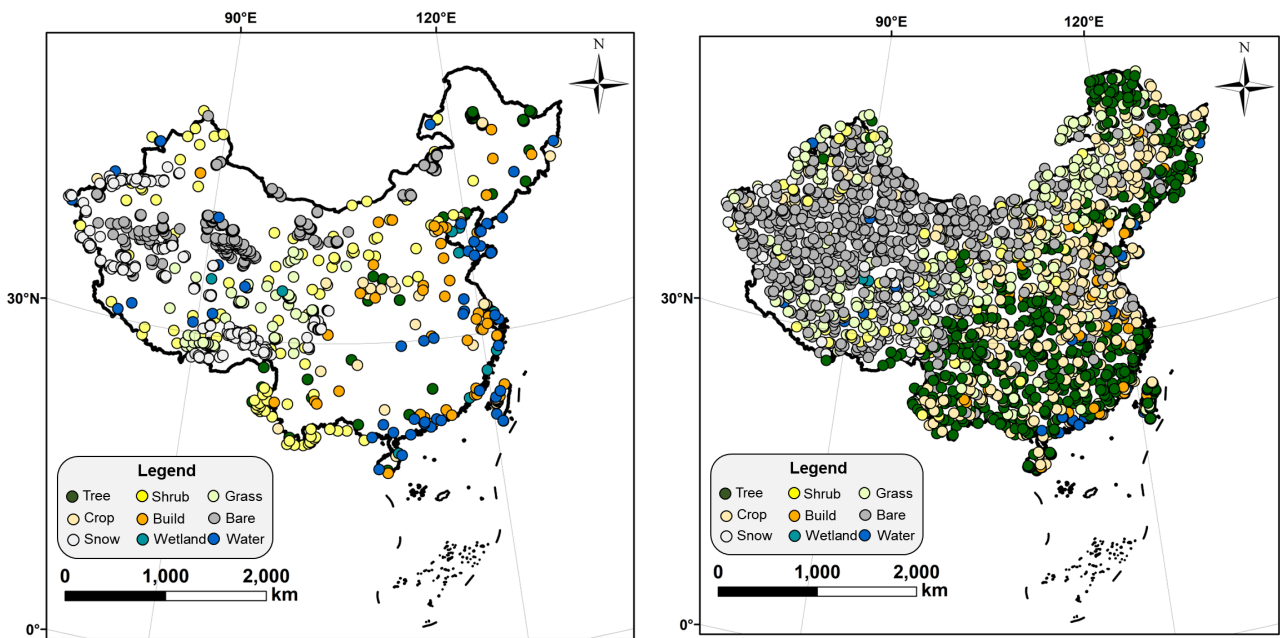 90°E 120°E
N
30°N
0°
Legend
Tree Shrub Grass
Crop Build Bare
Snow Wetland Water
0 1,000 2,000
km
90°E 120°E
N
30°N
0°
Legend
Tree Shrub Grass
Crop Build Bare
Snow Wetland Water
0 1,000 2,000
km